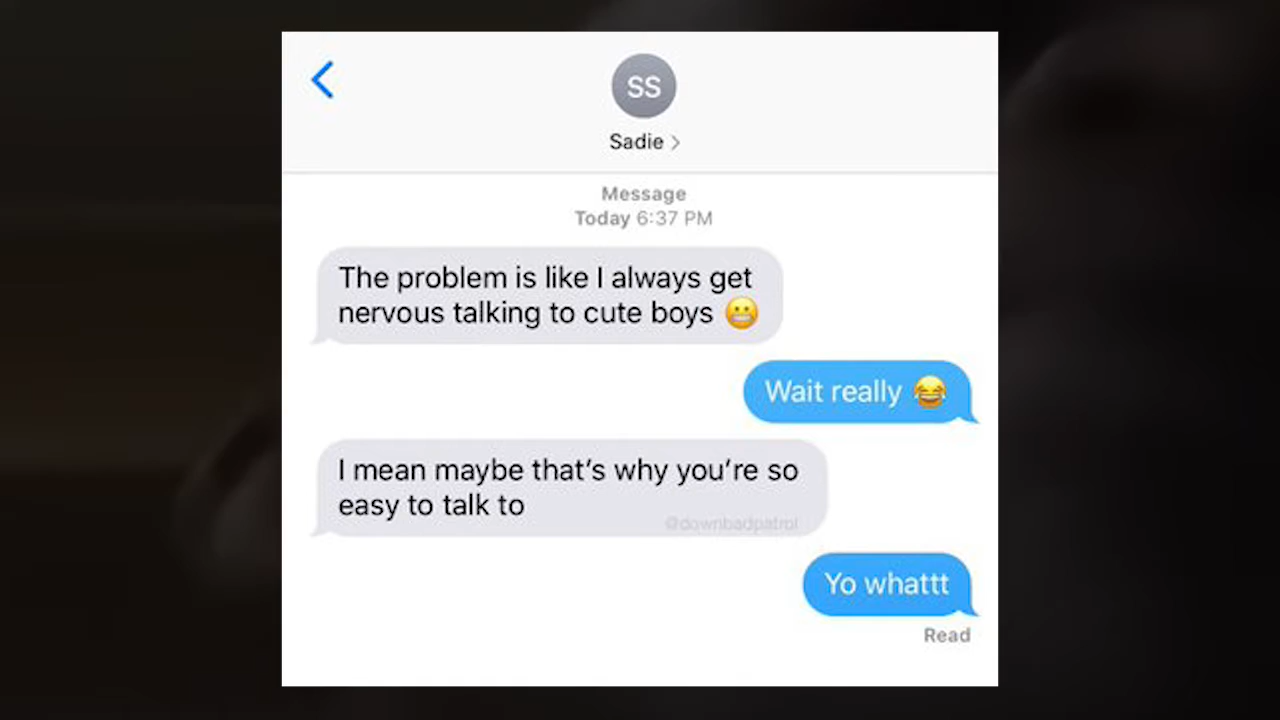 SS
Sadie >
Message
Today 6:37 PM
The problem is like I always get
nervous talking to cute boys 😬
Wait really 😂
I mean maybe that's why you're so
easy to talk to
@downbadpatrol
Yo whattt
Read